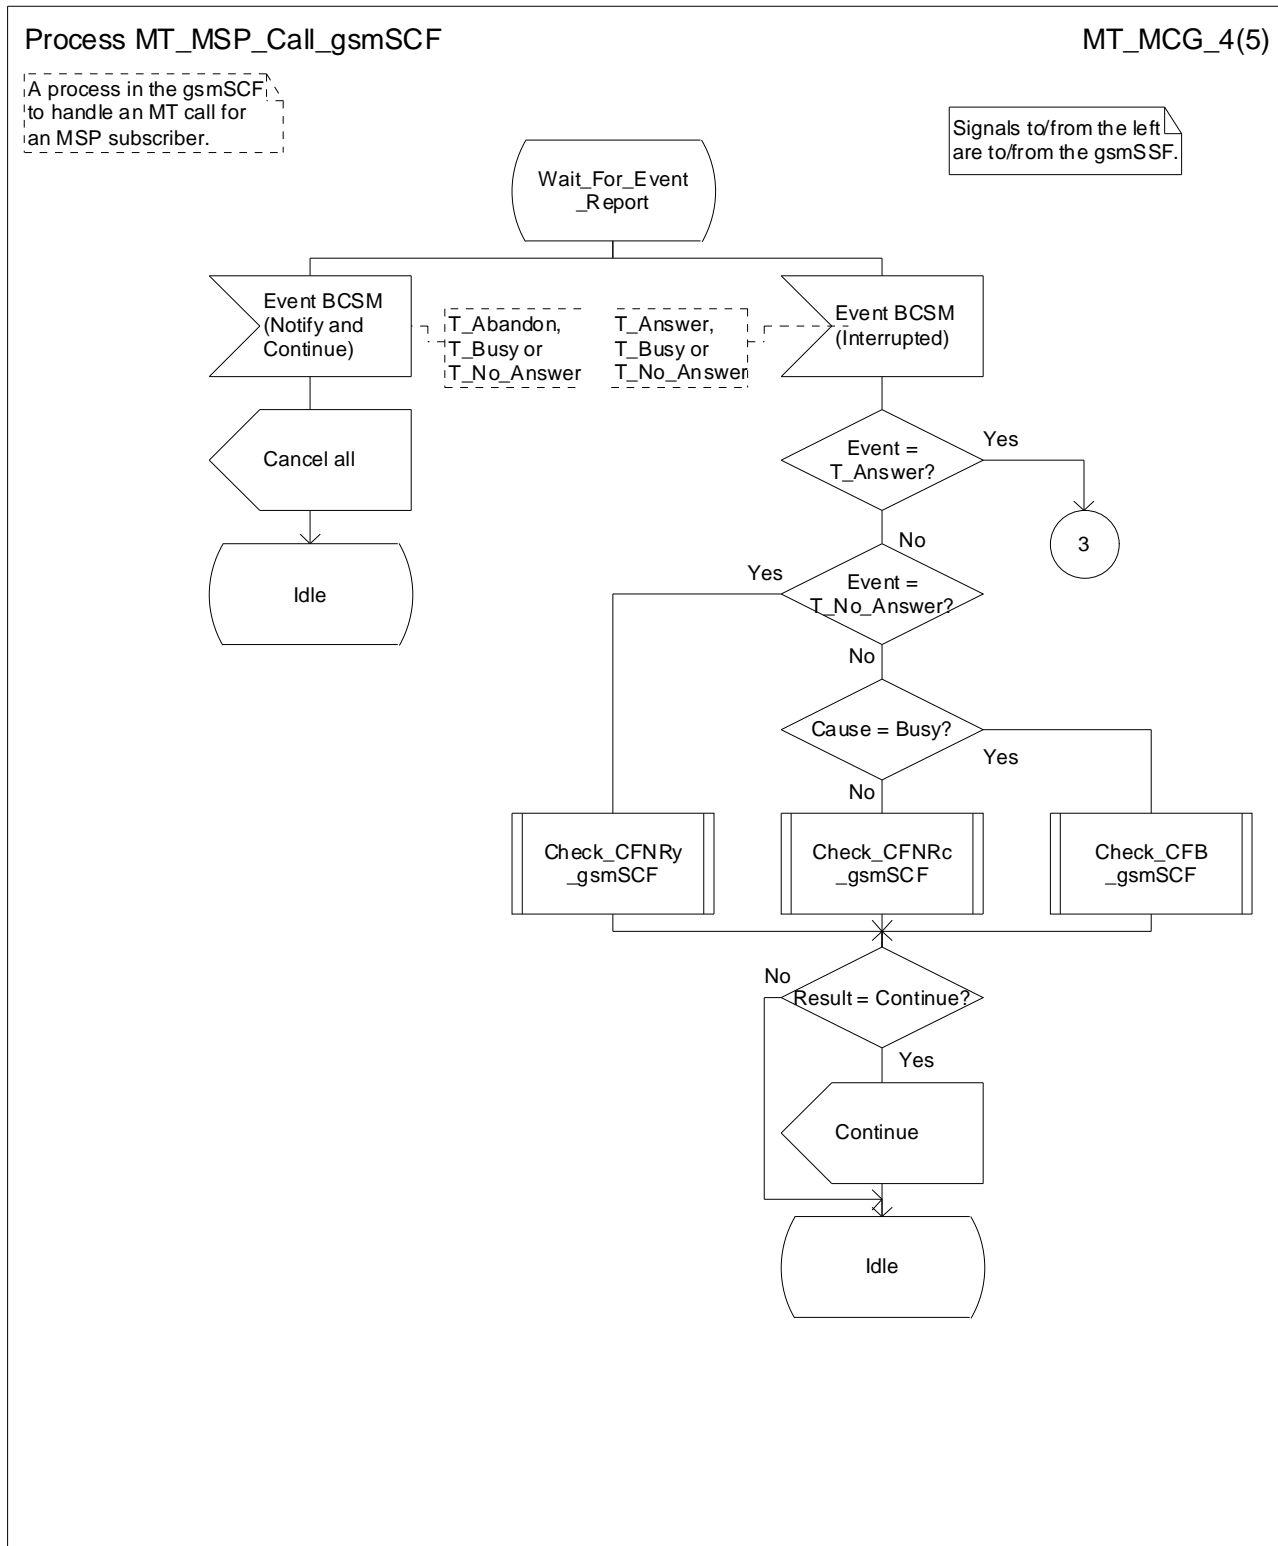 Process MT_MSP_Call_gsmSCF
MT_MCG_4(5)
A process in the gsmSCF
to handle an MT call for
an MSP subscriber.
Signals to/from the left
are to/from the gsmSSF.
Wait_For_Event
_Report
Event BCSM
(Notify and
Continue)
T_Abandon,
T_Busy or
T_No_Answer
T_Answer,
T_Busy or
T_No_Answer
Event BCSM
(Interrupted)
Cancel all
Event =
T_Answer?
Yes
3
No
Idle
Yes
Event =
T_No_Answer?
No
Cause = Busy?
Yes
No
Check_CFNRy
_gsmSCF
Check_CFNRc
_gsmSCF
Check_CFB
_gsmSCF
No
Result = Continue?
Yes
Continue
Idle